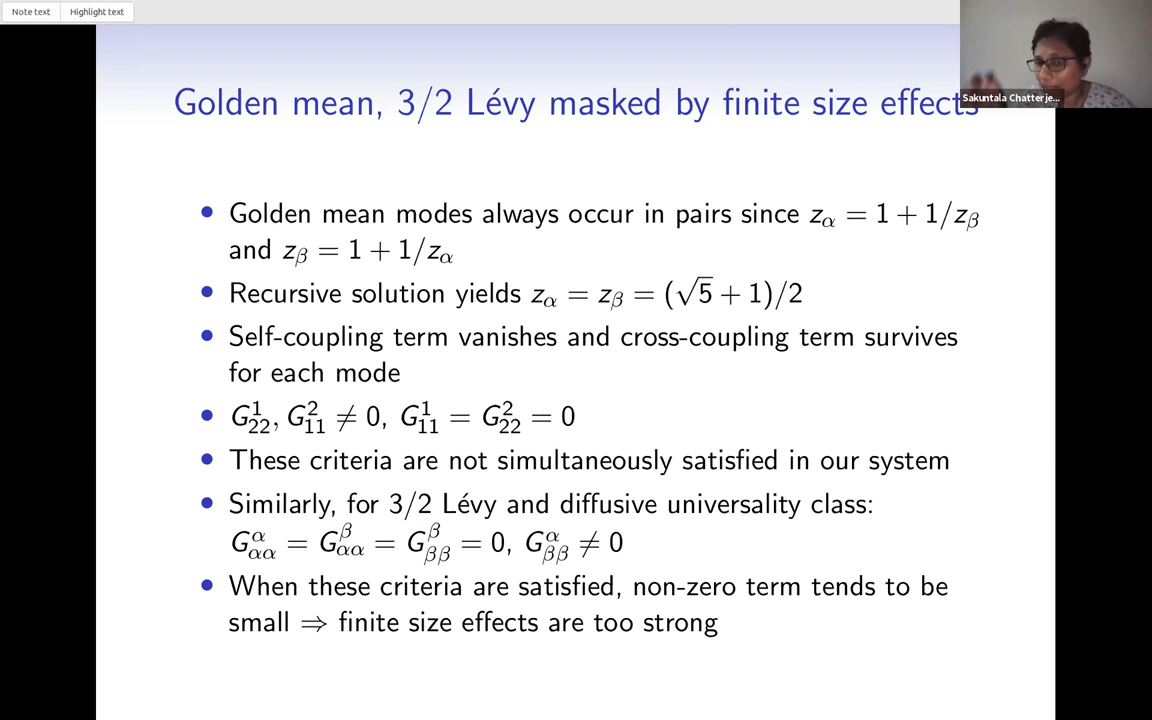 Note text
Highlight text
Sakuntala Chatterje...
Golden mean, 3/2 Lévy masked by finite size effects
• Golden mean modes always occur in pairs since z_α = 1 + 1/z_β
and z_β = 1 + 1/z_α
• Recursive solution yields z_α = z_β = (√5 + 1)/2
• Self-coupling term vanishes and cross-coupling term survives
for each mode
• G^1_22, G^2_11 ≠ 0, G^1_11 = G^2_22 = 0
• These criteria are not simultaneously satisfied in our system
• Similarly, for 3/2 Lévy and diffusive universality class:
G^α_αα = G^β_αα = G^β_ββ = 0, G^α_ββ ≠ 0
• When these criteria are satisfied, non-zero term tends to be
small ⇒ finite size effects are too strong